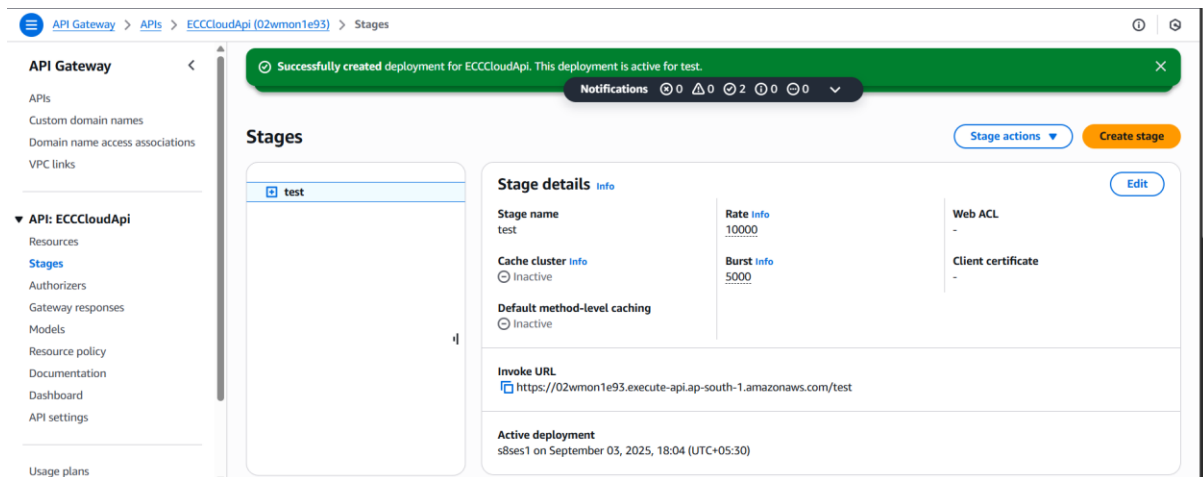 API Gateway > APIs > ECCCloudApi (02wmon1e93) > Stages
API Gateway
APIs
Custom domain names
Domain name access associations
VPC links
API: ECCCloudApi
Resources
Stages
Authorizers
Gateway responses
Models
Resource policy
Documentation
Dashboard
API settings
Usage plans
Successfully created deployment for ECCCloudApi. This deployment is active for test.
Notifications 0 0 2 0 0
Stages
Stage actions
Create stage
test
Stage details Info
Edit
Stage name
test
Rate Info
10000
Web ACL
-
Cache cluster Info
Inactive
Burst Info
5000
Client certificate
-
Default method-level caching
Inactive
Invoke URL
https://02wmon1e93.execute-api.ap-south-1.amazonaws.com/test
Active deployment
s8ses1 on September 03, 2025, 18:04 (UTC+05:30)